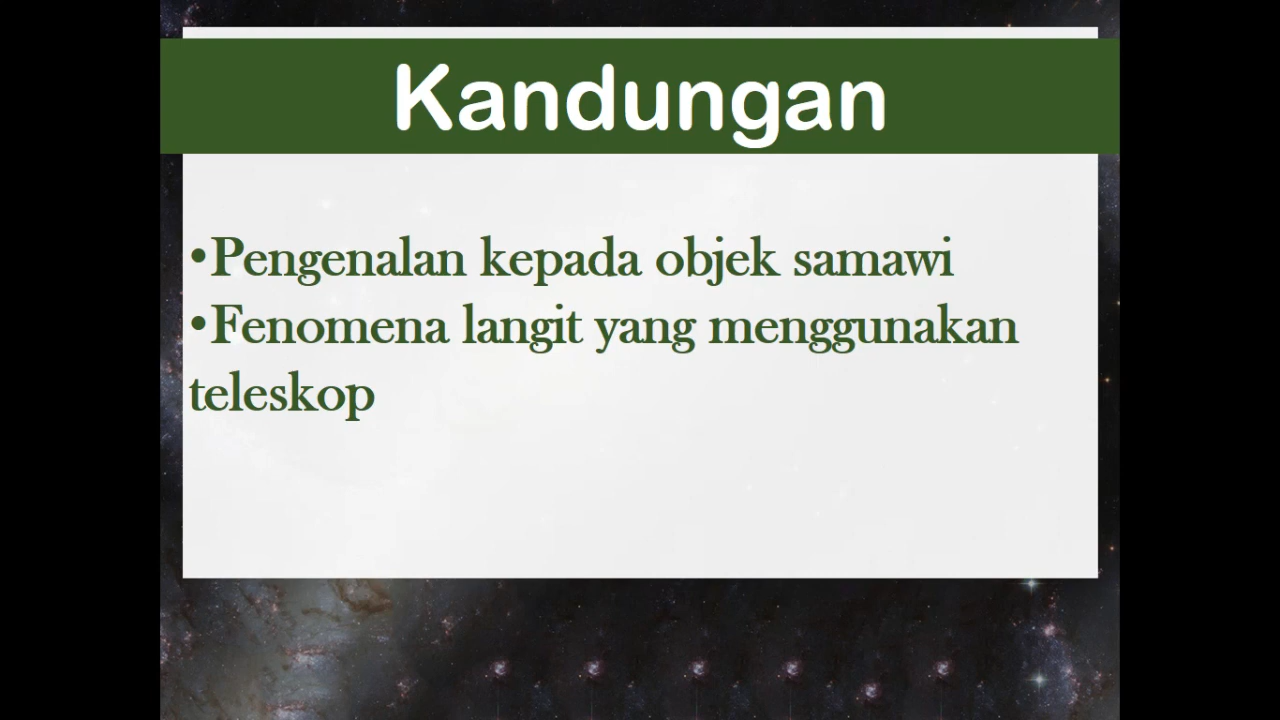 Kandungan
•Pengenalan kepada objek samawi
•Fenomena langit yang menggunakan
teleskop